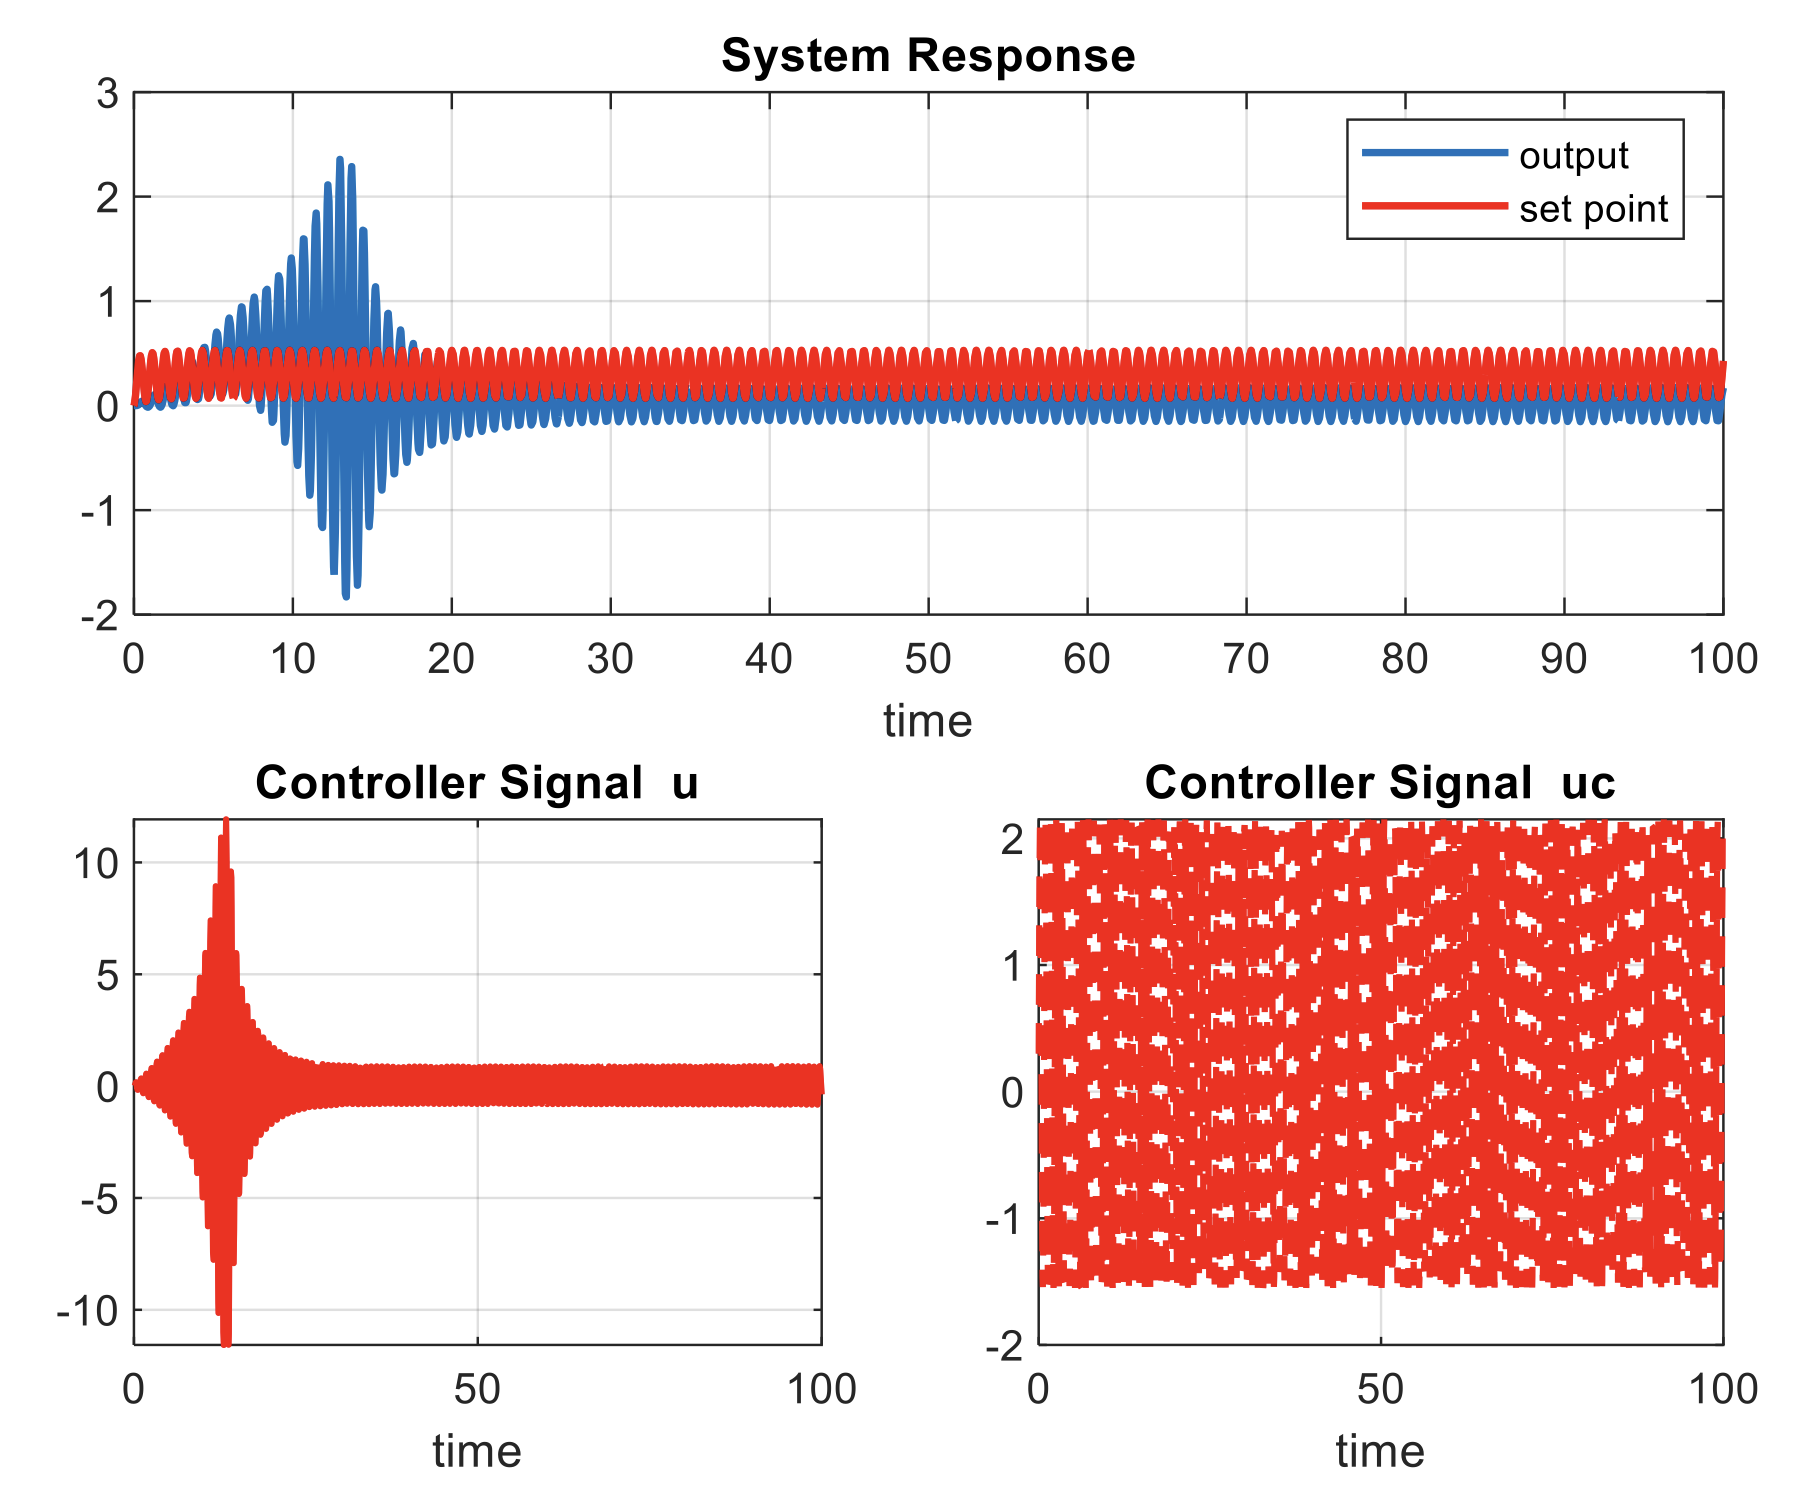 System Response
3
2
1
0
-1
-2
output
set point
0 10 20 30 40 50 60 70 80 90 100
time
Controller Signal u
10
5
0
-5
-10
0 50 100
time
Controller Signal uc
2
1
0
-1
-2
0 50 100
time